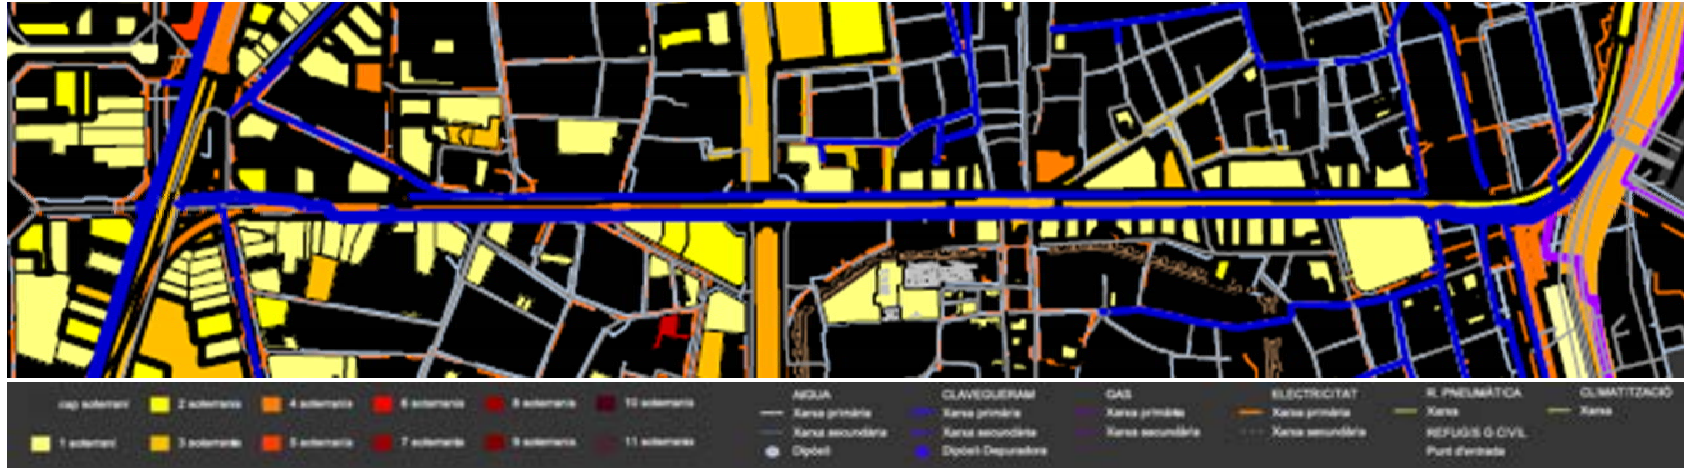 cap soterrani
2 soterranis
4 soterranis
6 soterranis
8 soterranis
10 soterranis
1 soterrani
3 soterranis
5 soterranis
7 soterranis
9 soterranis
11 soterranis
AIGUA
Xarxa primària
Xarxa secundària
Dipòsit
CLAVEGUERAM
Xarxa primària
Xarxa secundària
Dipòsit Depuradora
GAS
Xarxa primària
Xarxa secundària
ELECTRICITAT
Xarxa primària
Xarxa secundària
R. PNEUMÀTICA
Xarxa
REFUGIS G.CIVIL
Punt d'entrada
CLIMATITZACIÓ
Xarxa